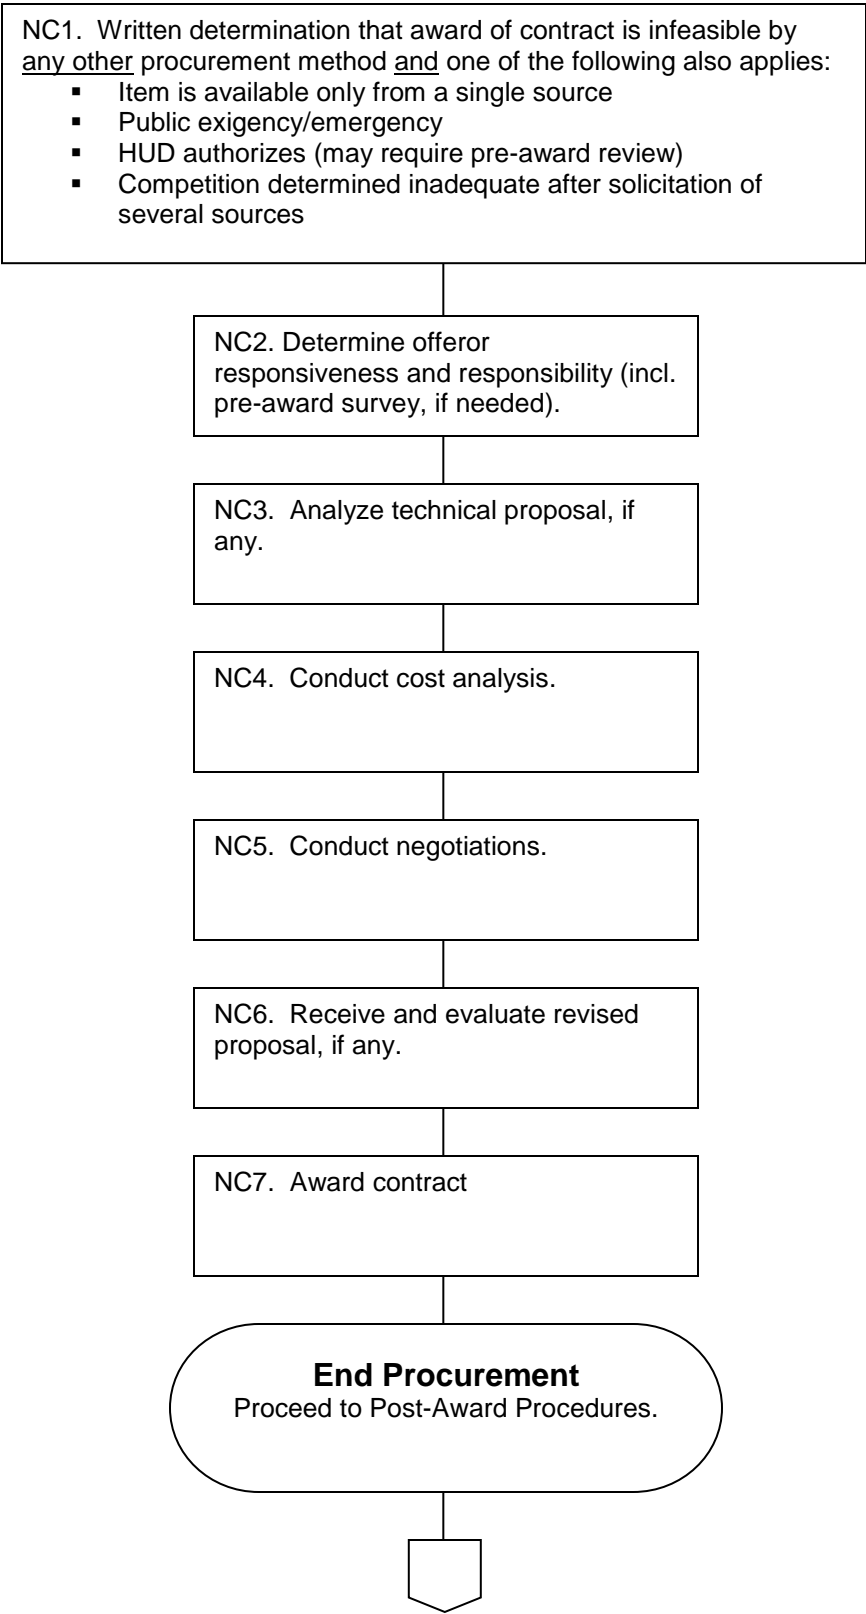 NC1.  Written determination that award of contract is infeasible by
any other procurement method and one of the following also applies:
▪ Item is available only from a single source
▪ Public exigency/emergency
▪ HUD authorizes (may require pre-award review)
▪ Competition determined inadequate after solicitation of
several sources
NC2. Determine offeror
responsiveness and responsibility (incl.
pre-award survey, if needed).
NC3.  Analyze technical proposal, if
any.
NC4.  Conduct cost analysis.
NC5.  Conduct negotiations.
NC6.  Receive and evaluate revised
proposal, if any.
NC7.  Award contract
End Procurement
Proceed to Post-Award Procedures.